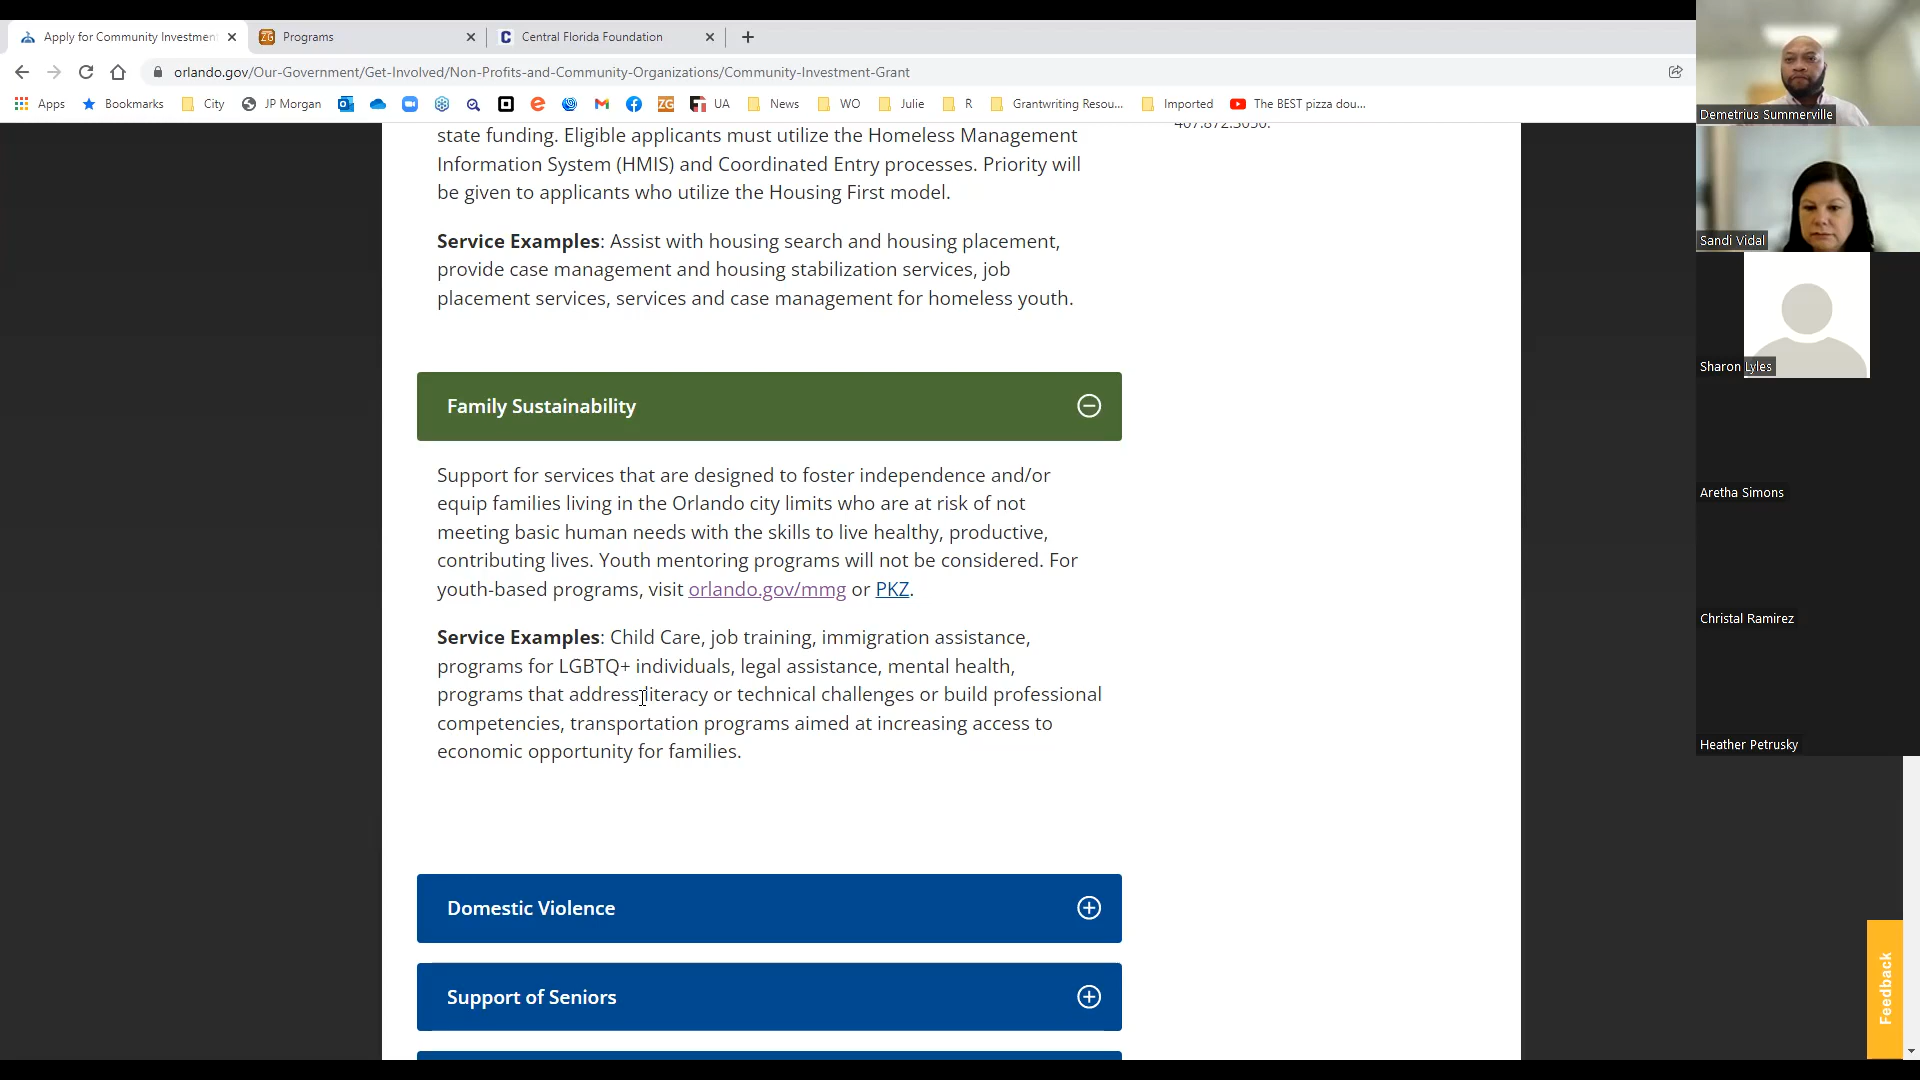 Apply for Community Investmen
Programs
Central Florida Foundation
orlando.gov/Our-Government/Get-Involved/Non-Profits-and-Community-Organizations/Community-Investment-Grant
Apps
Bookmarks
City
JP Morgan
ZG
UA
News
WO
Julie
R
Grantwriting Resou...
Imported
The BEST pizza dou...
state funding. Eligible applicants must utilize the Homeless Management
Information System (HMIS) and Coordinated Entry processes. Priority will
be given to applicants who utilize the Housing First model.
Service Examples: Assist with housing search and housing placement,
provide case management and housing stabilization services, job
placement services, services and case management for homeless youth.
Family Sustainability
Support for services that are designed to foster independence and/or
equip families living in the Orlando city limits who are at risk of not
meeting basic human needs with the skills to live healthy, productive,
contributing lives. Youth mentoring programs will not be considered. For
youth-based programs, visit orlando.gov/mmg or PKZ.
Service Examples: Child Care, job training, immigration assistance,
programs for LGBTQ+ individuals, legal assistance, mental health,
programs that address literacy or technical challenges or build professional
competencies, transportation programs aimed at increasing access to
economic opportunity for families.
Domestic Violence
Support of Seniors
Demetrius Summerville
Sandi Vidal
Sharon Lyles
Aretha Simons
Christal Ramirez
Heather Petrusky
Feedback